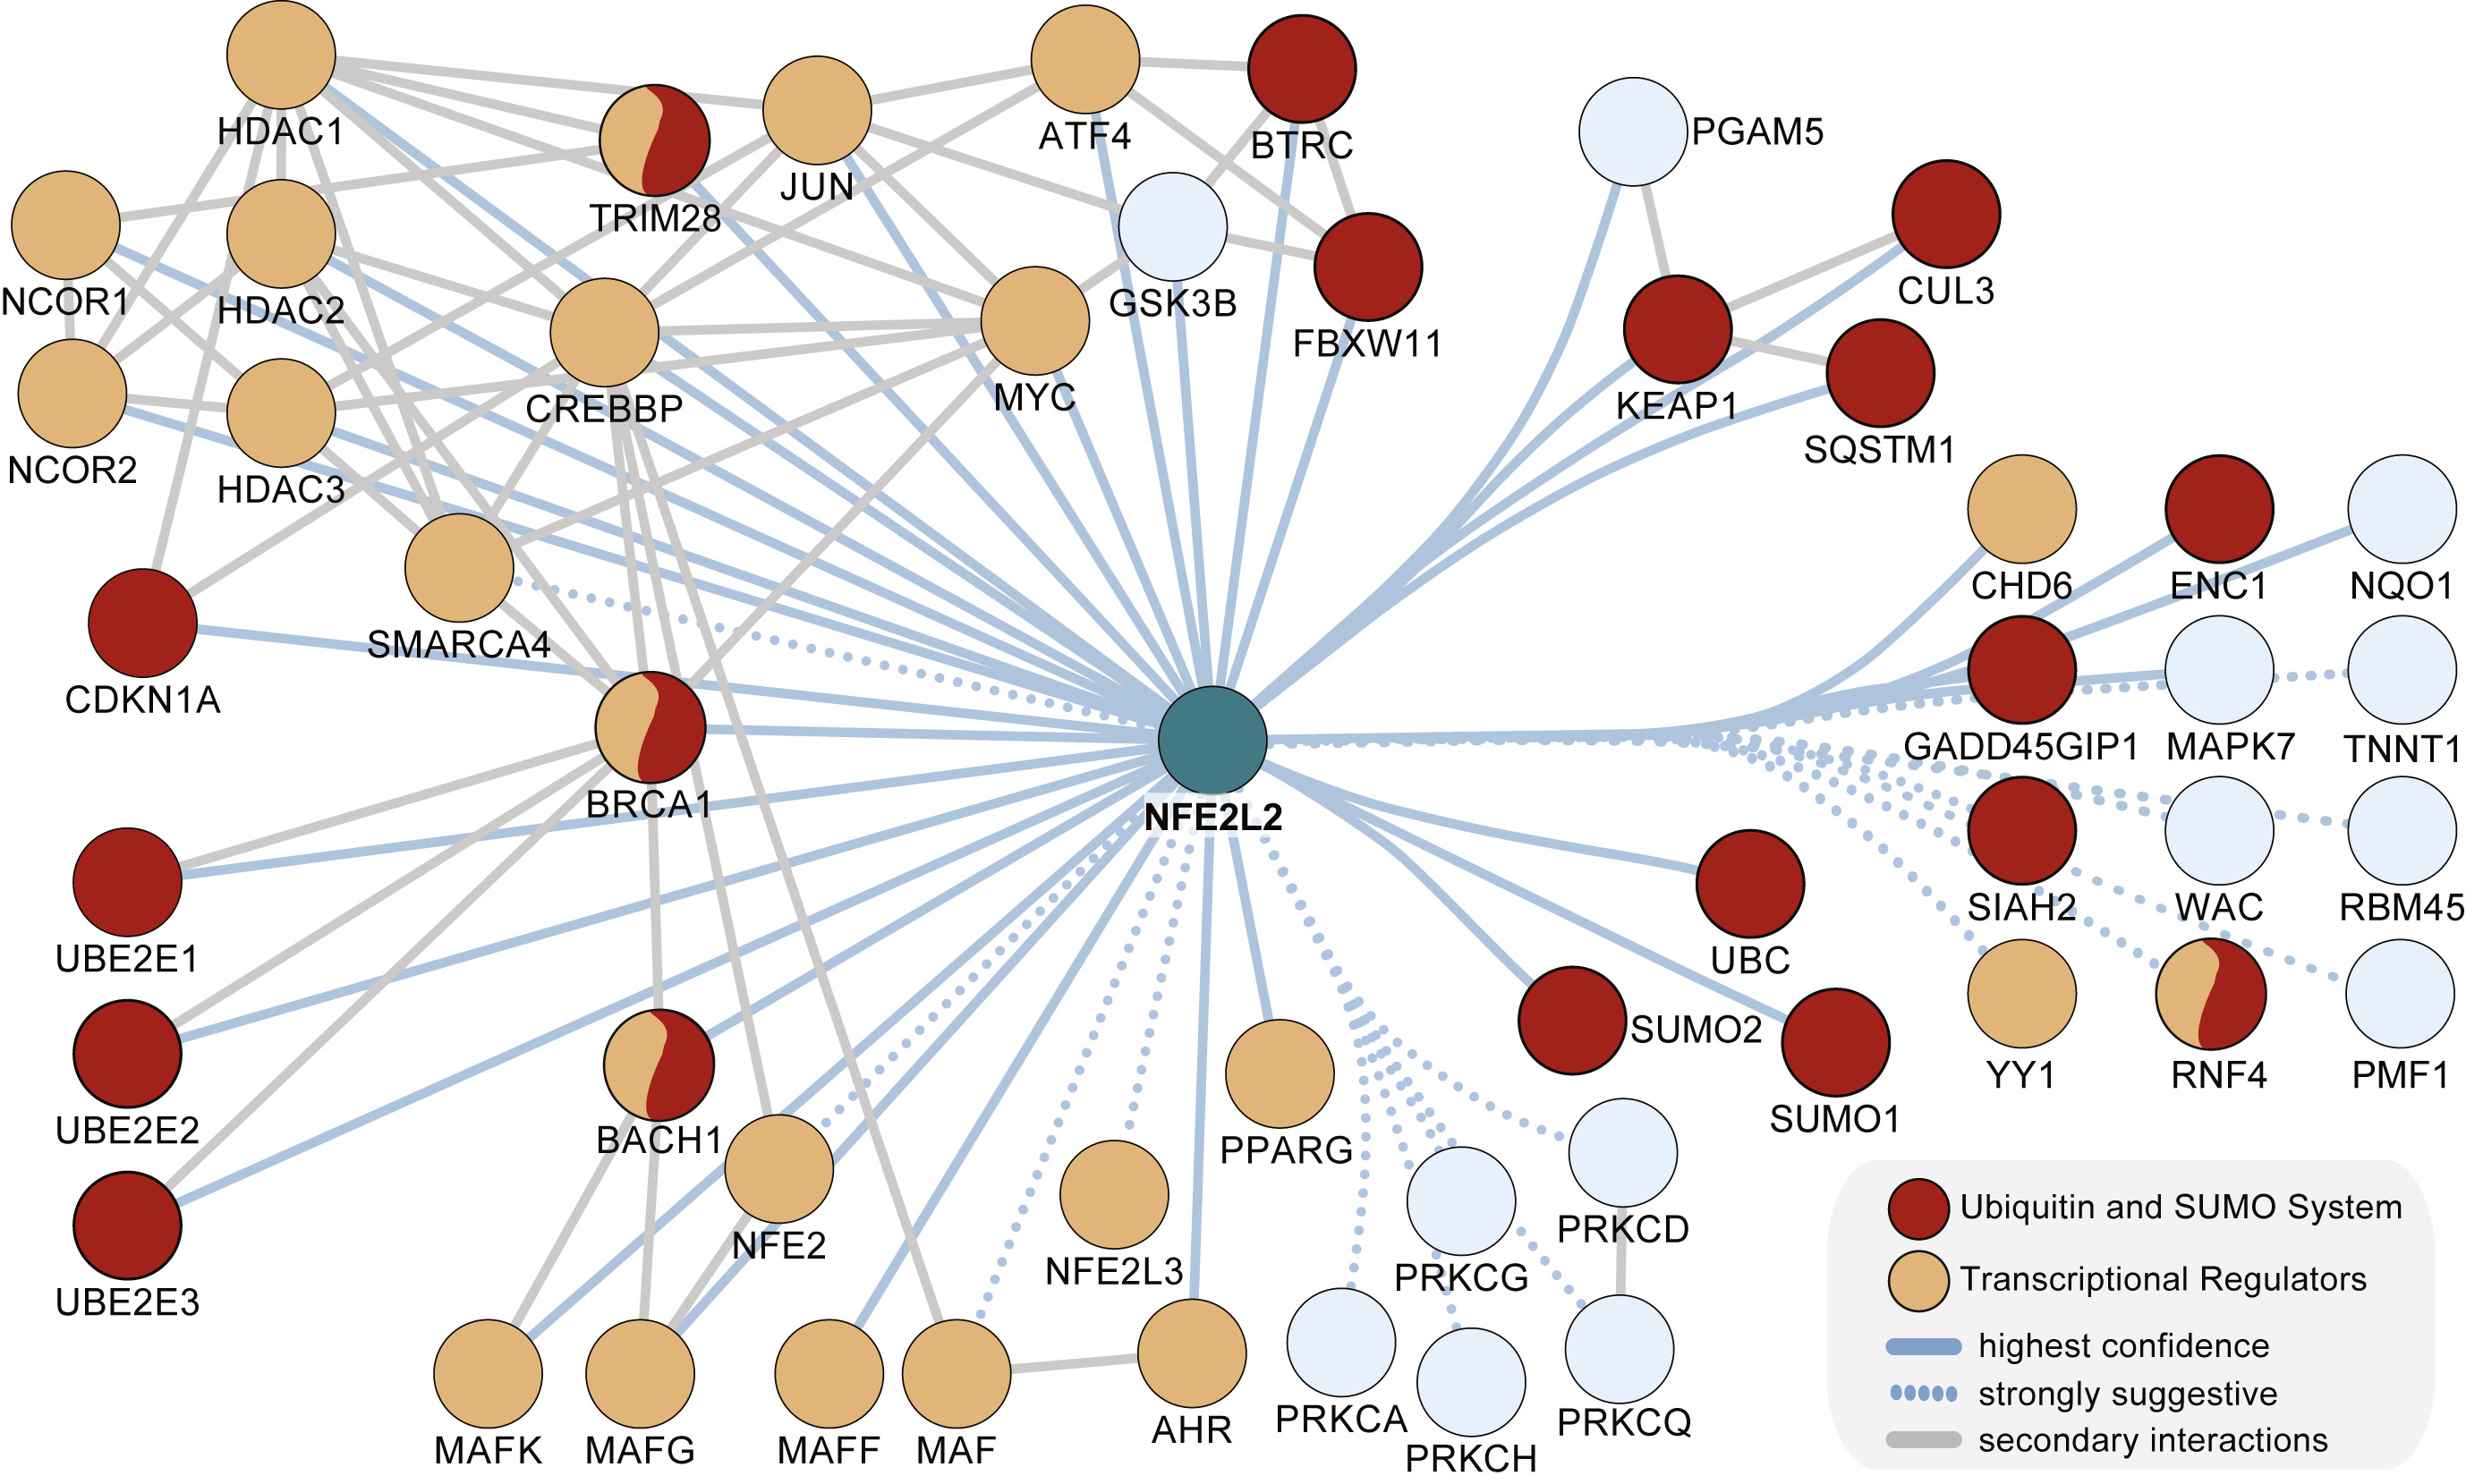 HDAC1
TRIM28
JUN
ATF4
BTRC
PGAM5
NCOR1
HDAC2
CREBBP
MYC
GSK3B
FBXW11
KEAP1
CUL3
SQSTM1
NCOR2
HDAC3
SMARCA4
CDKN1A
BRCA1
NFE2L2
CHD6
ENC1
NQO1
GADD45GIP1
MAPK7
TNNT1
SIAH2
WAC
RBM45
YY1
RNF4
PMF1
UBE2E1
UBE2E2
UBE2E3
BACH1
NFE2
NFE2L3
PPARG
UBC
SUMO2
SUMO1
MAFK
MAFG
MAFF
MAF
AHR
PRKCA
PRKCG
PRKCH
PRKCD
PRKCQ
Ubiquitin and SUMO System
Transcriptional Regulators
highest confidence
strongly suggestive
secondary interactions